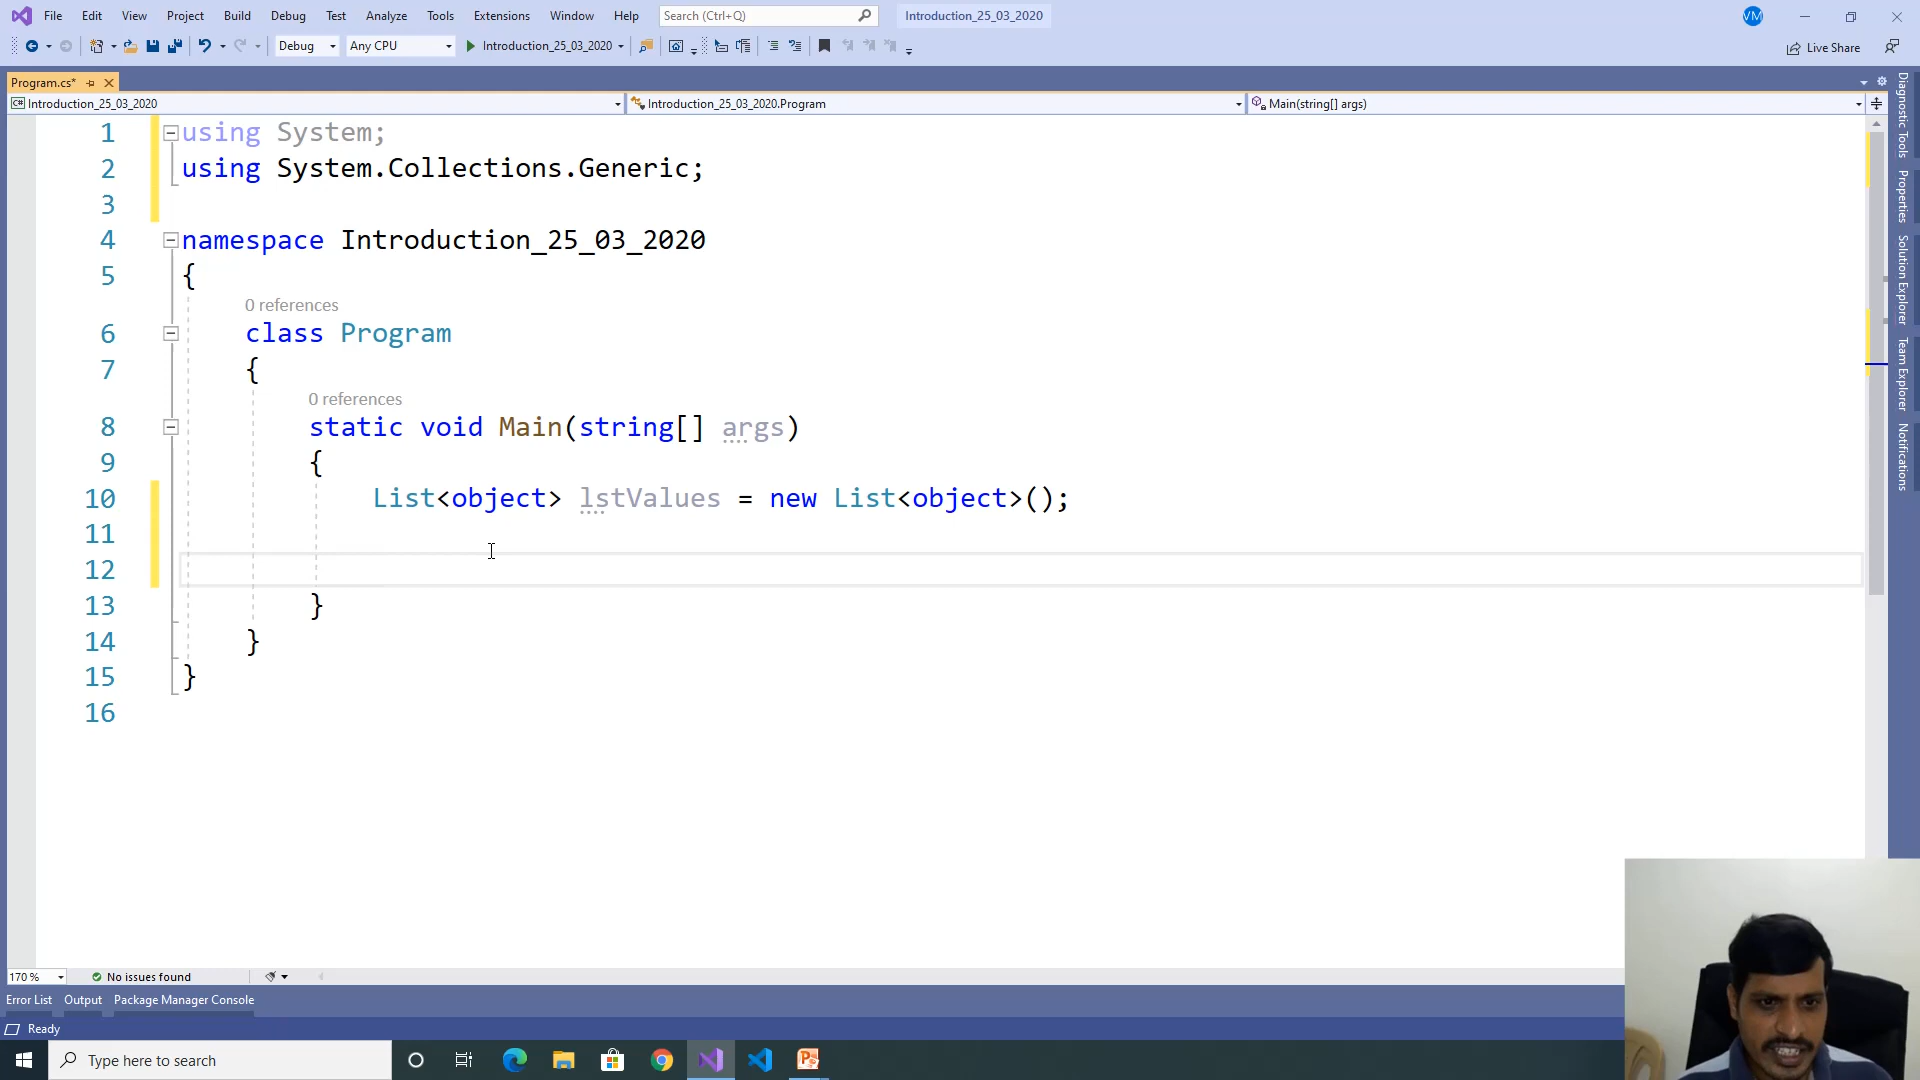 File Edit View Project Build Debug Test Analyze Tools Extensions Window Help Search (Ctrl+Q) Introduction_25_03_2020 VM
Debug Any CPU Introduction_25_03_2020 Live Share
Program.cs*
C# Introduction_25_03_2020 Introduction_25_03_2020.Program Main(string[] args)
1 using System;
2 using System.Collections.Generic;
3
4 namespace Introduction_25_03_2020
5 {
0 references
6 class Program
7 {
0 references
8 static void Main(string[] args)
9 {
10 List<object> lstValues = new List<object>();
11
12
13 }
14 }
15 }
16
Diagnostic Tools
Properties
Solution Explorer
Team Explorer
Notifications
170 % No issues found
Error List Output Package Manager Console
Ready
Type here to search